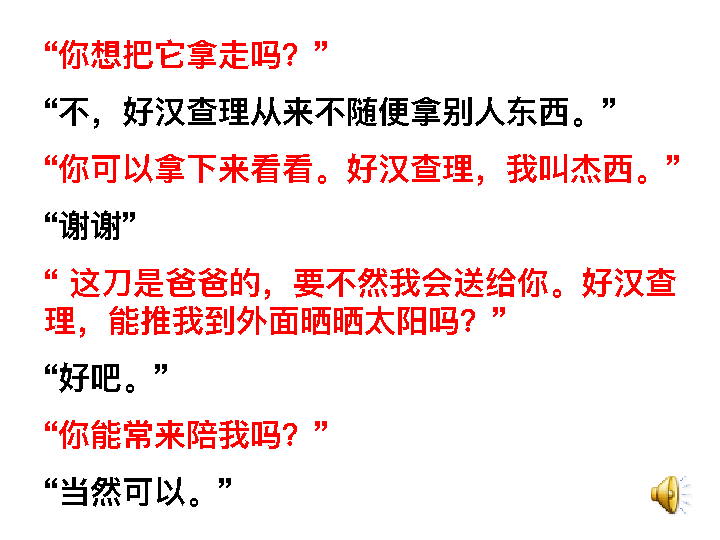 “你想把它拿走吗？”
“不，好汉查理从来不随便拿别人东西。”
“你可以拿下来看看。好汉查理，我叫杰西。”
“谢谢”
“ 这刀是爸爸的，要不然我会送给你。好汉查
理，能推我到外面晒晒太阳吗？”
“好吧。”
“你能常来陪我吗？”
“当然可以。”